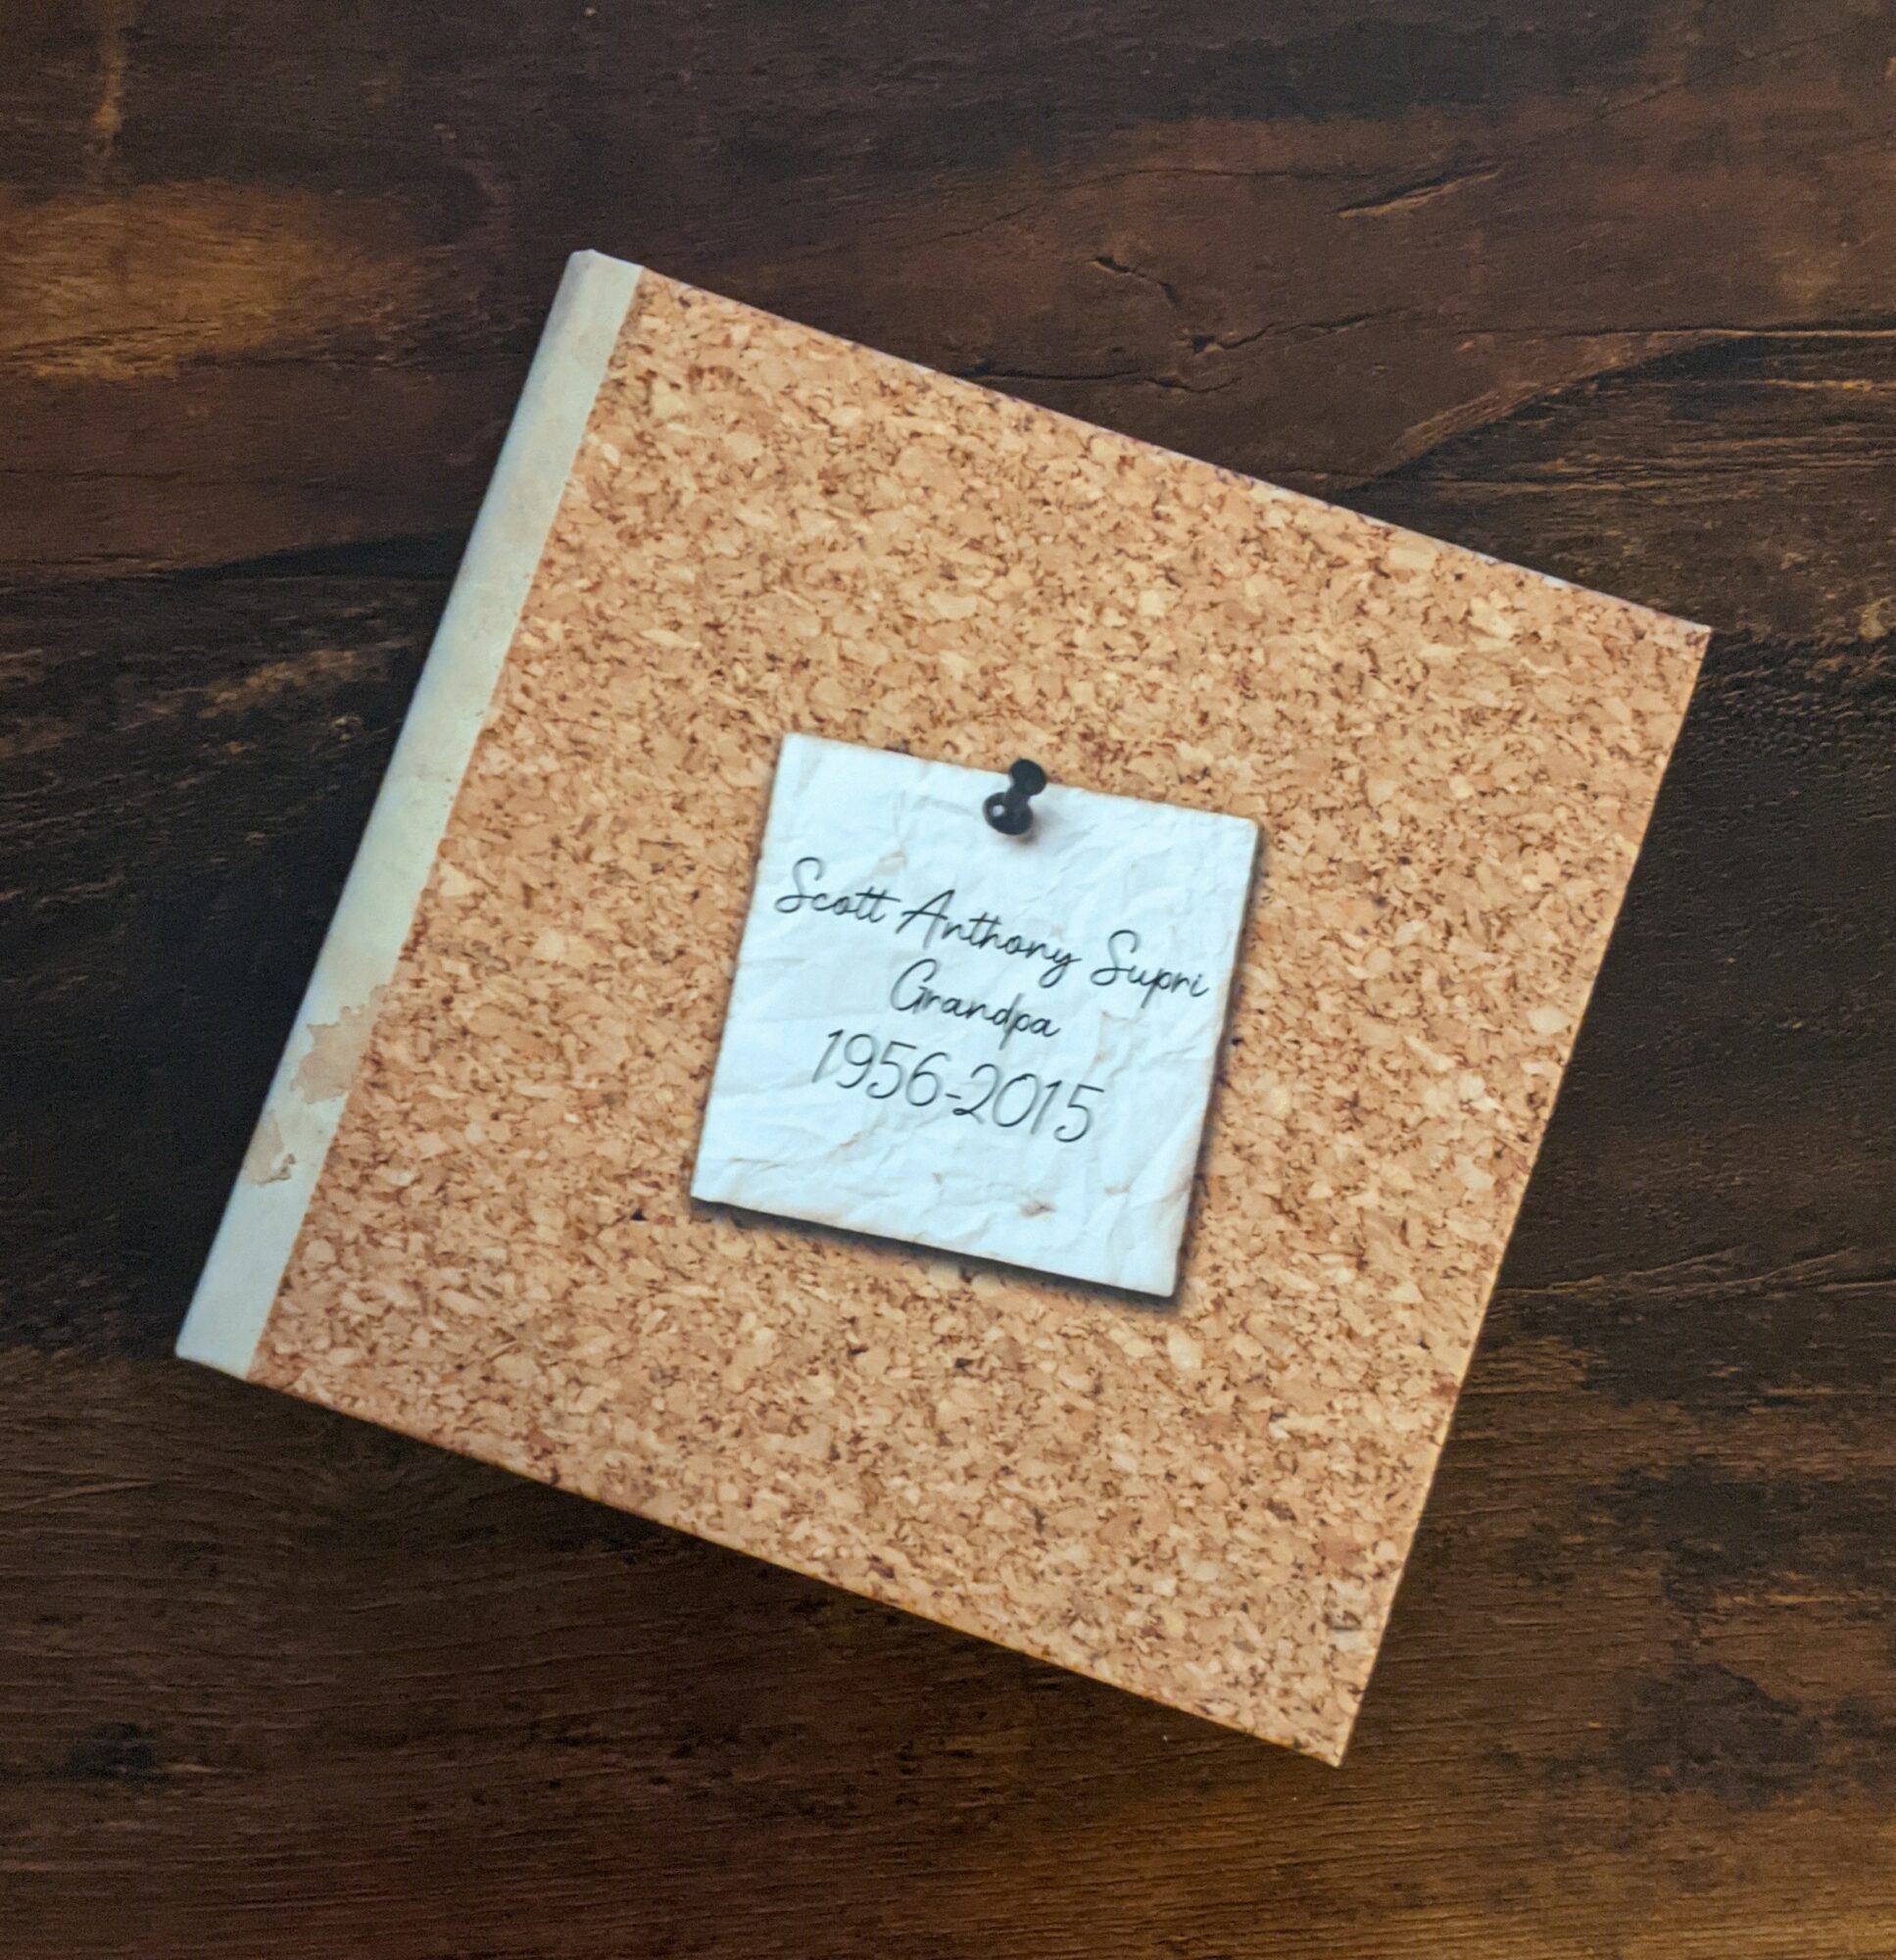 Scott Anthony Supri
Grandpa
1956-2015